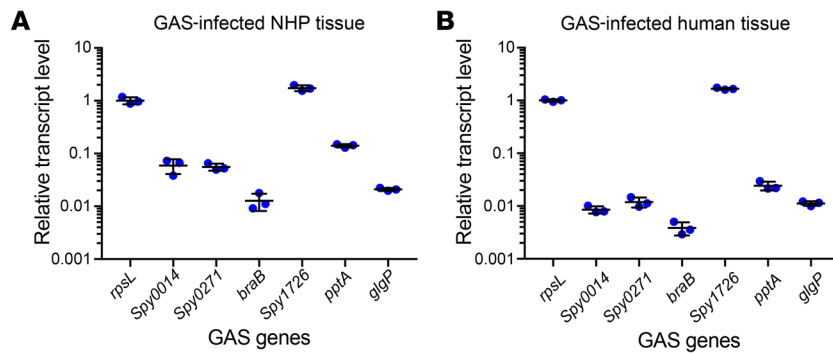 A
GAS-infected NHP tissue
Relative transcript level
10
1
0.1
0.01
0.001
rpsL
Spy0014
Spy0271
braB
Spy1726
pptA
glgP
GAS genes
B
GAS-infected human tissue
Relative transcript level
10
1
0.1
0.01
0.001
rpsL
Spy0014
Spy0271
braB
Spy1726
pptA
glgP
GAS genes